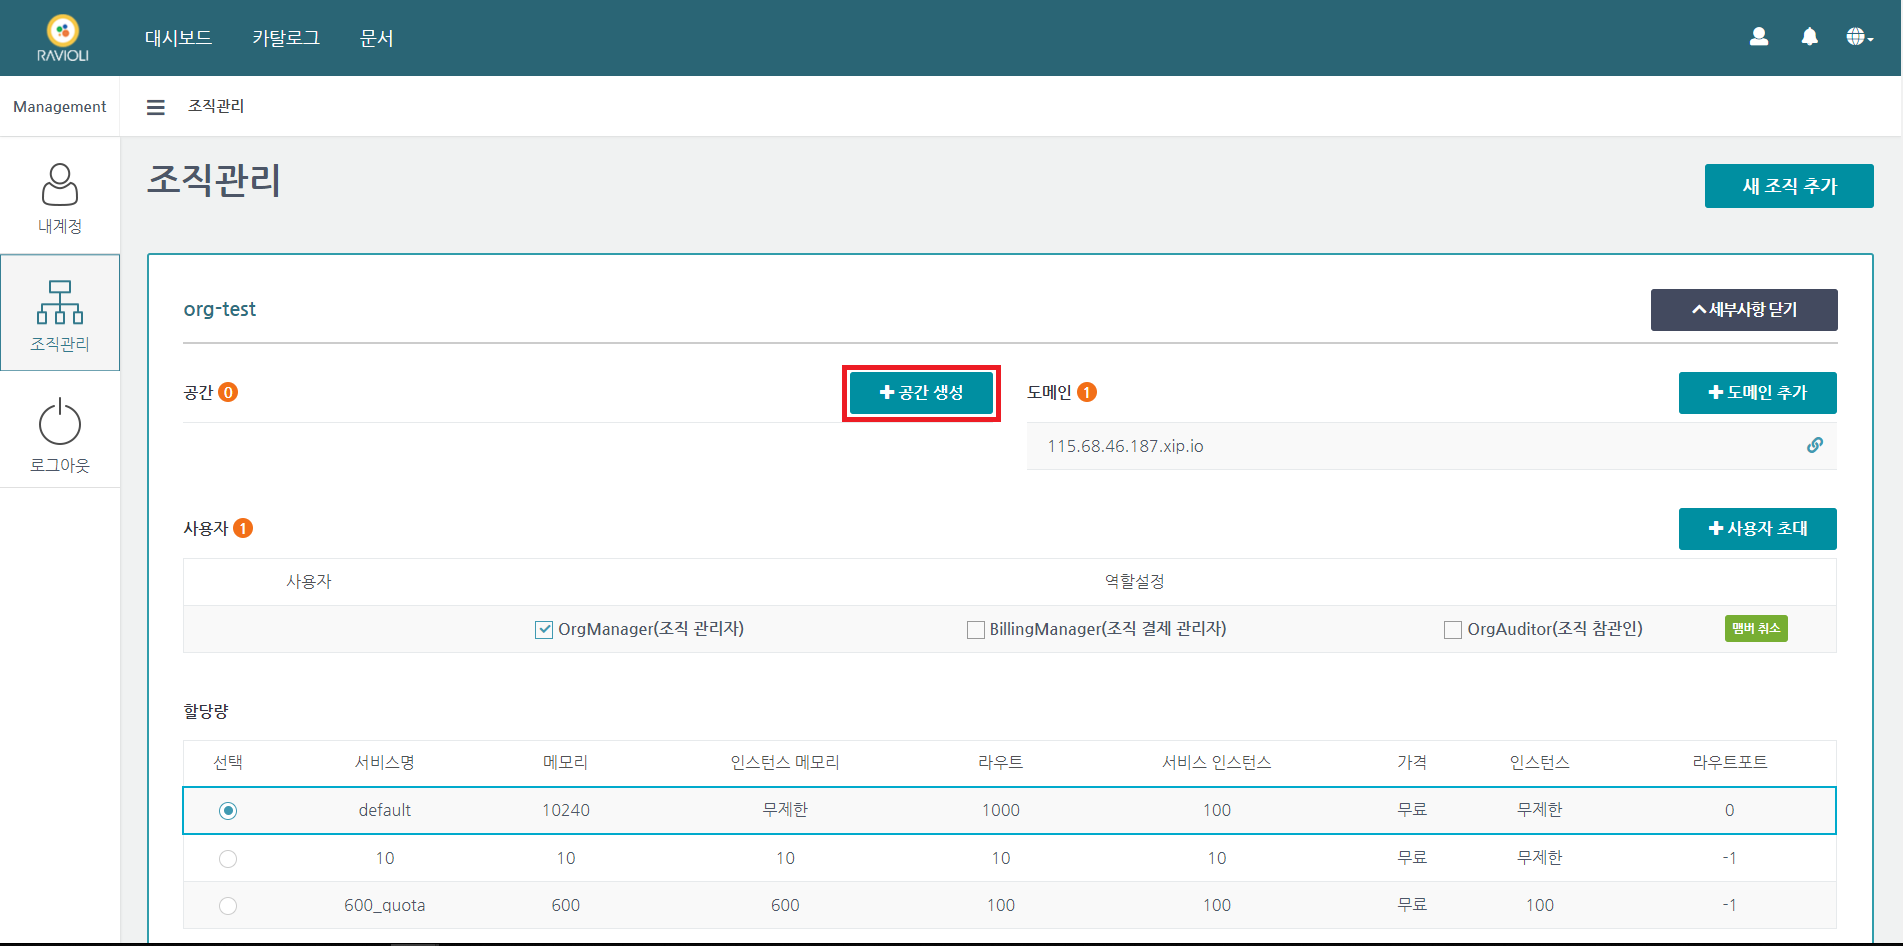 RAVIOLI
대시보드 카탈로그 문서
Management 조직관리
내계정
조직관리
로그아웃
조직관리
새 조직 추가
org-test
세부사항 닫기
공간 0
공간 생성
도메인 1
도메인 추가
115.68.46.187.xip.io
사용자 1
사용자 초대
사용자 역할설정
OrgManager(조직 관리자) BillingManager(조직 결제 관리자) OrgAuditor(조직 참관인) 맴버 취소
할당량
선택 서비스명 메모리 인스턴스 메모리 라우트 서비스 인스턴스 가격 인스턴스 라우트포트
default 10240 무제한 1000 100 무료 무제한 0
10 10 10 10 10 무료 무제한 -1
600_quota 600 600 100 100 무료 100 -1